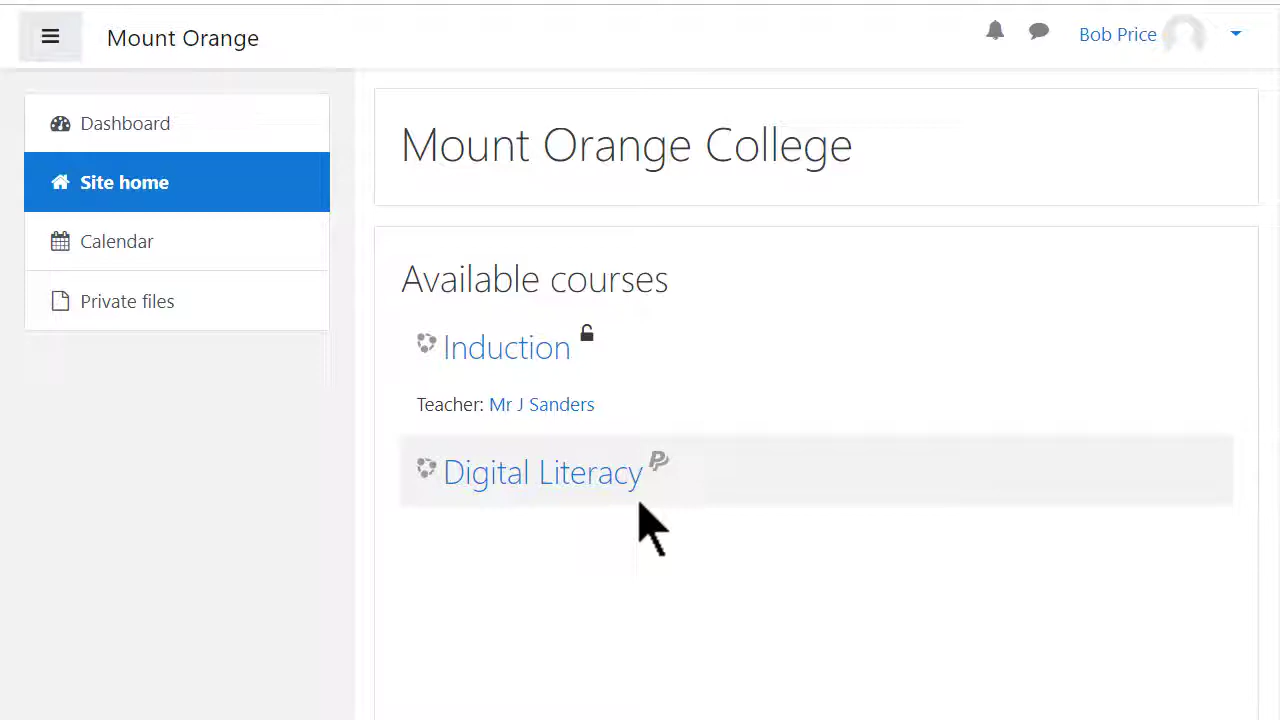 Mount Orange
Bob Price
Dashboard
Site home
Calendar
Private files
Mount Orange College
Available courses
Induction
Teacher: Mr J Sanders
Digital Literacy